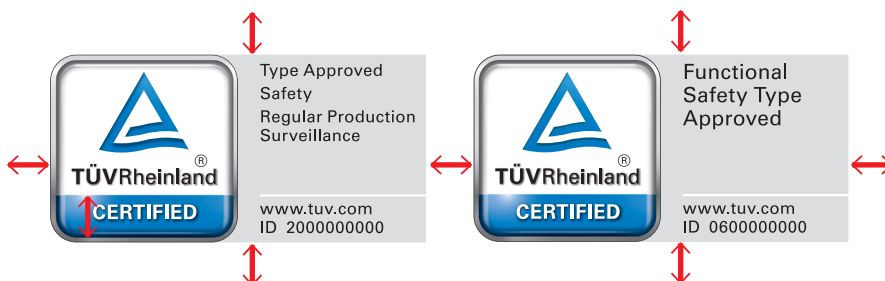 TÜVRheinland®
CERTIFIED
Type Approved
Safety
Regular Production
Surveillance
www.tuv.com
ID 2000000000
TÜVRheinland®
CERTIFIED
Functional
Safety Type
Approved
www.tuv.com
ID 0600000000